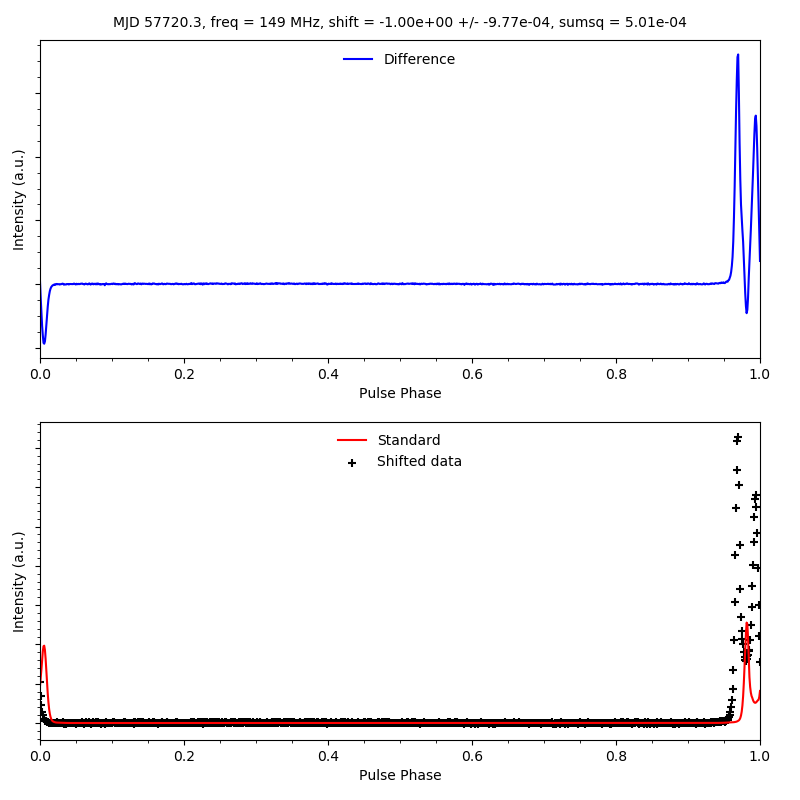 MJD 57720.3, freq = 149 MHz, shift = -1.00e+00 +/- -9.77e-04, sumsq = 5.01e-04
Difference
Intensity (a.u.)
0.0 0.2 0.4 0.6 0.8 1.0
Pulse Phase
Standard
Shifted data
Intensity (a.u.)
0.0 0.2 0.4 0.6 0.8 1.0
Pulse Phase